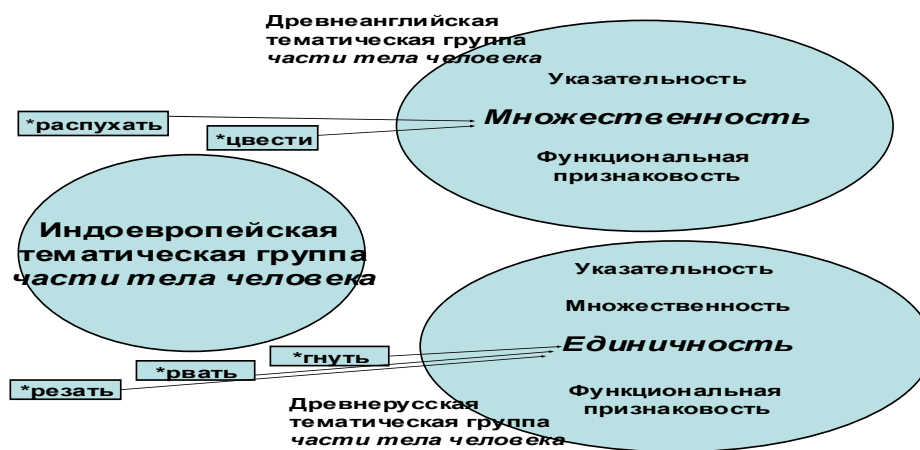 Древнеанглийская
тематическая группа
части тела человека
Указательность
Множественность
Функциональная
признаковость
*распухать
*цвести
Индоевропейская
тематическая группа
части тела человека
Указательность
Множественность
Единичность
Функциональная
признаковость
*гнуть
*рвать
*резать
Древнерусская
тематическая группа
части тела человека